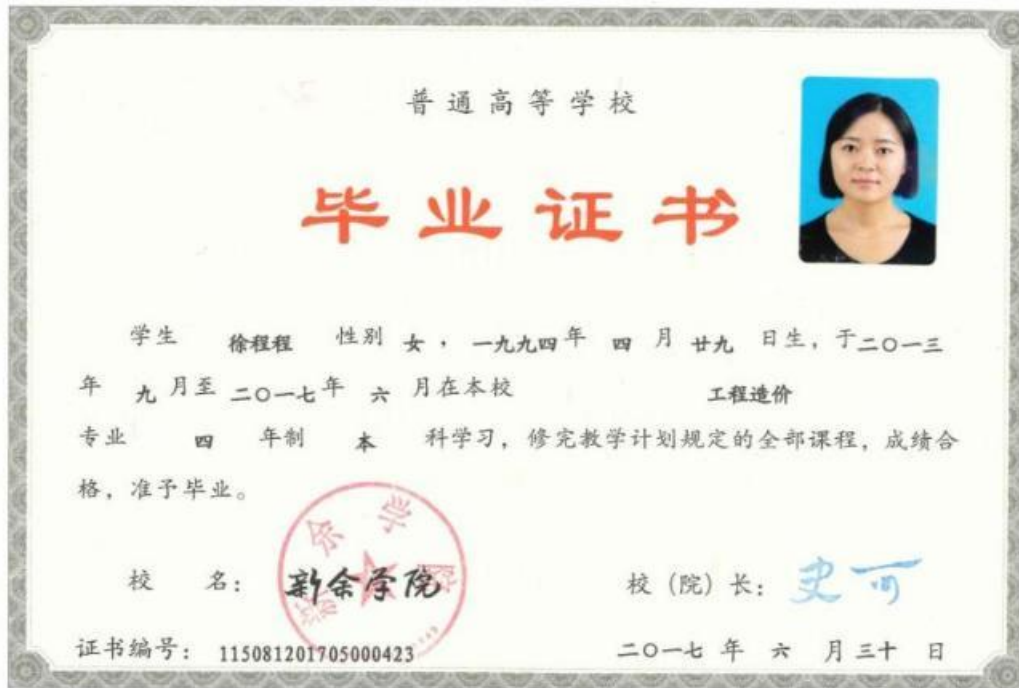 普通高等学校
毕业证书
学生 徐程程 性别 女，一九九四年 四 月 廿九 日生，于二〇一三
年 九 月至 二〇一七年 六 月在本校 工程造价
专业 四 年制 本 科学习，修完教学计划规定的全部课程，成绩合
格，准予毕业。
校 名：新余学院
校（院）长：
证书编号：115081201705000423
二〇一七 年 六 月三十 日
新余学院